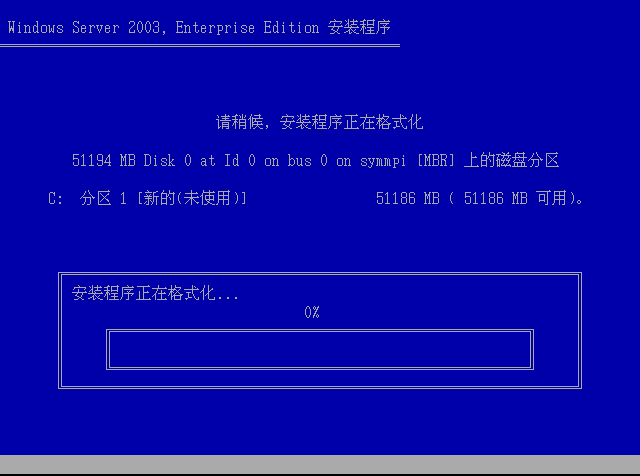 Windows Server 2003, Enterprise Edition 安装程序
请稍候，安装程序正在格式化
51194 MB Disk 0 at Id 0 on bus 0 on symmpi [MBR] 上的磁盘分区
C: 分区 1 [新的(未使用)] 51186 MB ( 51186 MB 可用)。
安装程序正在格式化...
0%